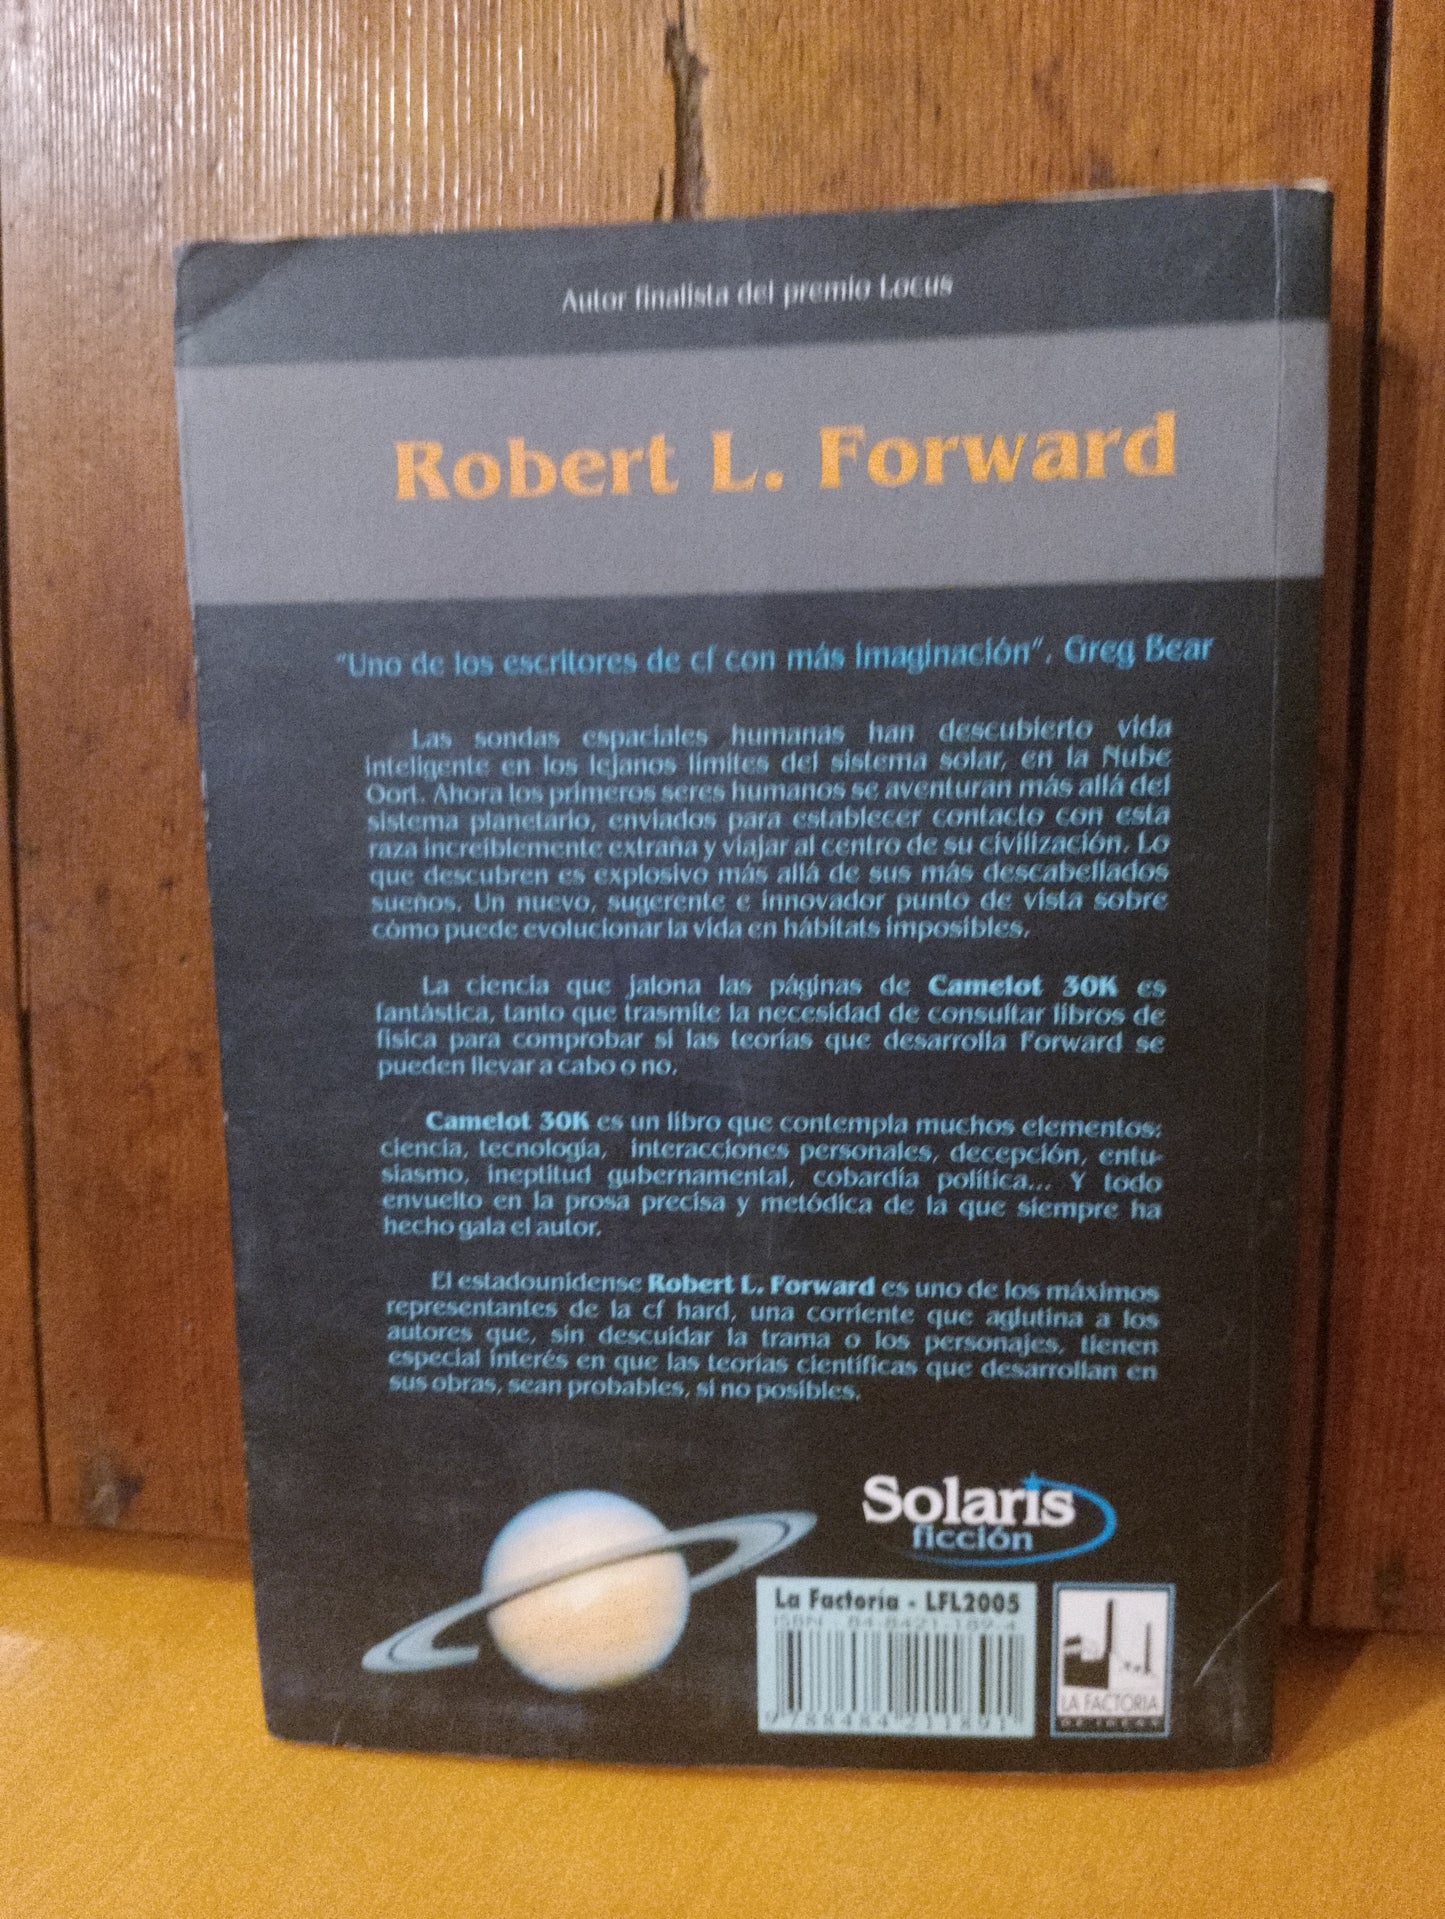 Autor finalista del premio Locus
Robert L. Forward
"Uno de los escritores de cf con más imaginación", Greg Bear
Las sondas espaciales humanas han descubierto vida
inteligente en los lejanos límites del sistema solar, en la Nube
Oort. Ahora los primeros seres humanos se aventuran más allá del
sistema planetario, enviados para establecer contacto con esta
raza increíblemente extraña y viajar al centro de su civilización. Lo
que descubren es explosivo más allá de sus más descabellados
sueños. Un nuevo, sugerente e innovador punto de vista sobre
cómo puede evolucionar la vida en hábitats imposibles.
La ciencia que jalona las páginas de Camelot 30K es
fantástica, tanto que trasmite la necesidad de consultar libros de
física para comprobar si las teorías que desarrolla Forward se
pueden llevar a cabo o no.
Camelot 30K es un libro que contempla muchos elementos:
ciencia, tecnología, interacciones personales, decepción, entu-
siasmo, ineptitud gubernamental, cobardía política... Y todo
envuelto en la prosa precisa y metódica de la que siempre ha
hecho gala el autor.
El estadounidense Robert L. Forward es uno de los máximos
representantes de la cf hard, una corriente que aglutina a los
autores que, sin descuidar la trama o los personajes, tienen
especial interés en que las teorías científicas que desarrollan en
sus obras, sean probables, si no posibles.
Solaris
ficción
La Factoría - LFL2005
ISBN 84-8421-189-4
9 788484 211891
LA FACTORIA
DE IDEAS